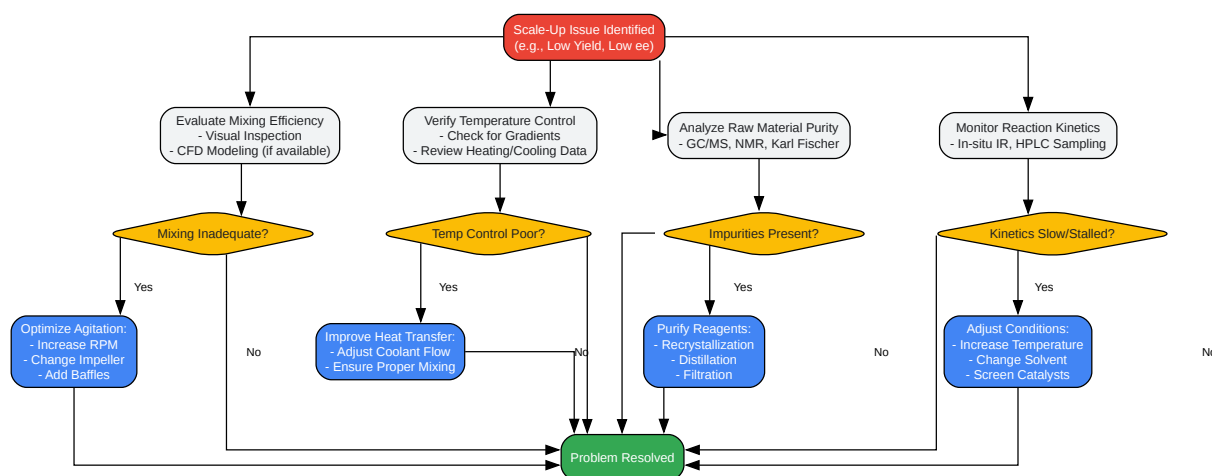 Scale-Up Issue Identified
(e.g., Low Yield, Low ee)
Evaluate Mixing Efficiency
- Visual Inspection
- CFD Modeling (if available)
Verify Temperature Control
- Check for Gradients
- Review Heating/Cooling Data
Analyze Raw Material Purity
- GC/MS, NMR, Karl Fischer
Monitor Reaction Kinetics
- In-situ IR, HPLC Sampling
Mixing Inadequate?
Temp Control Poor?
Impurities Present?
Kinetics Slow/Stalled?
Yes
Yes
Yes
Yes
Optimize Agitation:
- Increase RPM
- Change Impeller
- Add Baffles
No
Improve Heat Transfer:
- Adjust Coolant Flow
- Ensure Proper Mixing
No
Purify Reagents:
- Recrystallization
- Distillation
- Filtration
No
Adjust Conditions:
- Increase Temperature
- Change Solvent
- Screen Catalysts
No
Problem Resolved